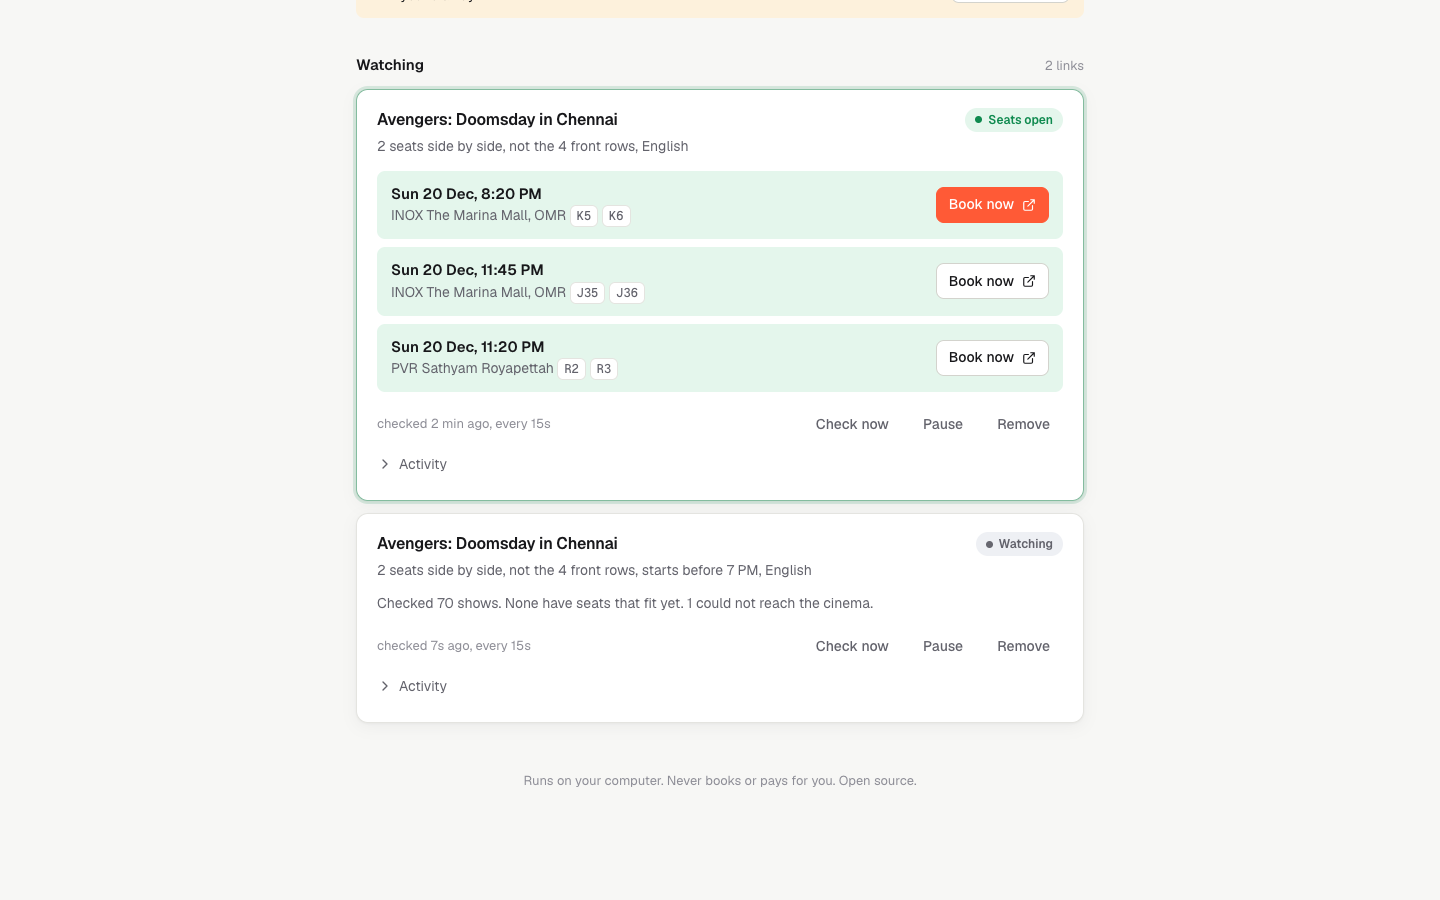 Watching
2 links
Avengers: Doomsday in Chennai
Seats open
2 seats side by side, not the 4 front rows, English
Sun 20 Dec, 8:20 PM
INOX The Marina Mall, OMR K5 K6
Book now
Sun 20 Dec, 11:45 PM
INOX The Marina Mall, OMR J35 J36
Book now
Sun 20 Dec, 11:20 PM
PVR Sathyam Royapettah R2 R3
Book now
checked 2 min ago, every 15s
Check now
Pause
Remove
Activity
Avengers: Doomsday in Chennai
Watching
2 seats side by side, not the 4 front rows, starts before 7 PM, English
Checked 70 shows. None have seats that fit yet. 1 could not reach the cinema.
checked 7s ago, every 15s
Check now
Pause
Remove
Activity
Runs on your computer. Never books or pays for you. Open source.